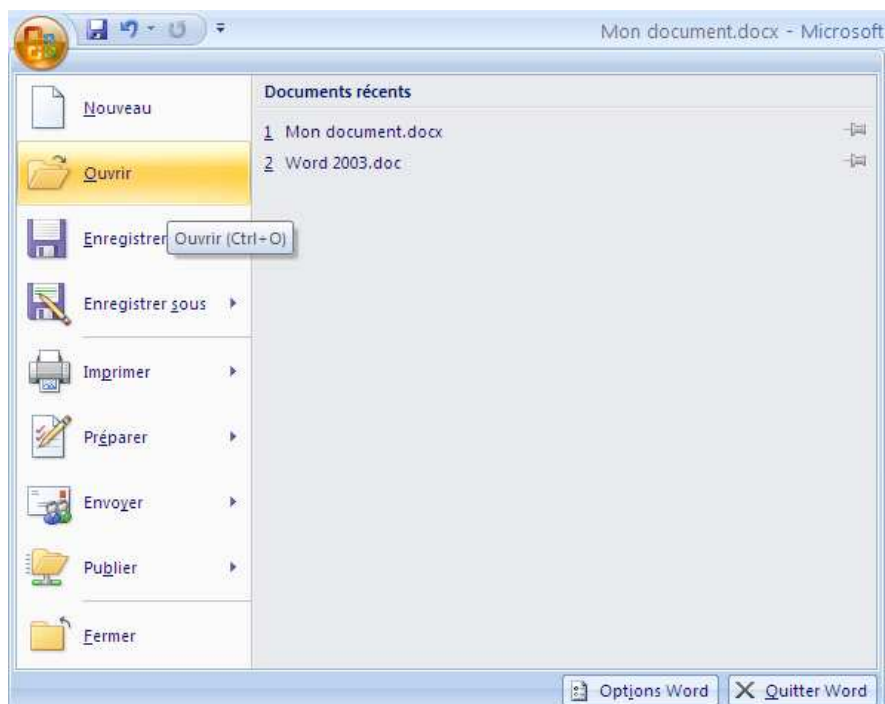 Mon document.docx - Microsoft
Nouveau
Ouvrir
Enregistrer
Ouvrir (Ctrl+O)
Enregistrer sous
Imprimer
Préparer
Envoyer
Publier
Fermer
Documents récents
1 Mon document.docx
2 Word 2003.doc
Options Word
Quitter Word